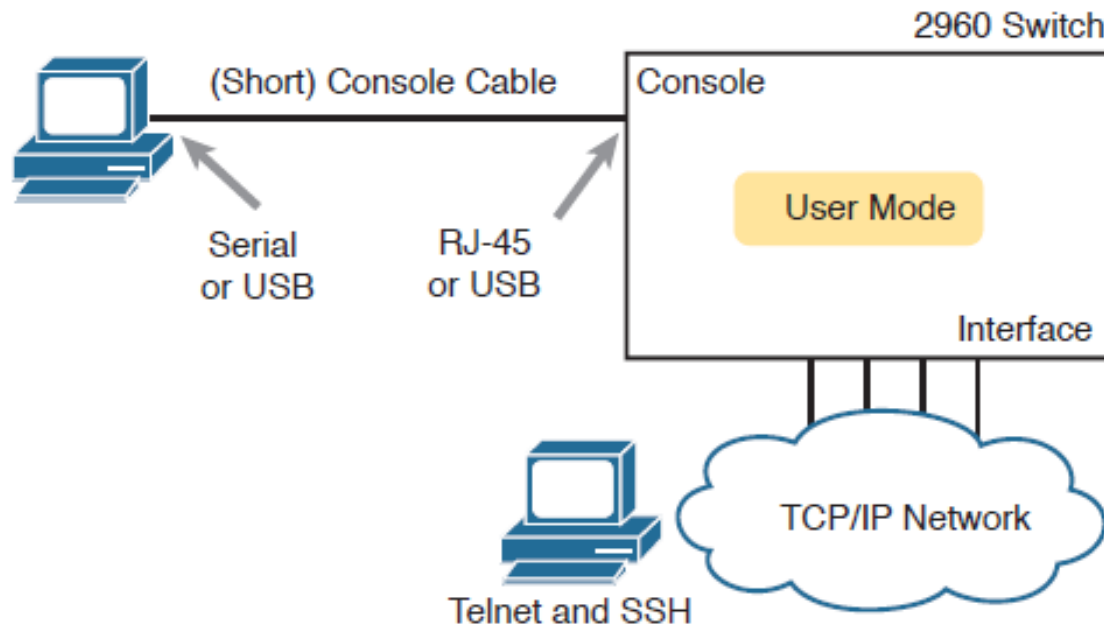 2960 Switch
(Short) Console Cable
Console
User Mode
Serial
or USB
RJ-45
or USB
Interface
TCP/IP Network
Telnet and SSH